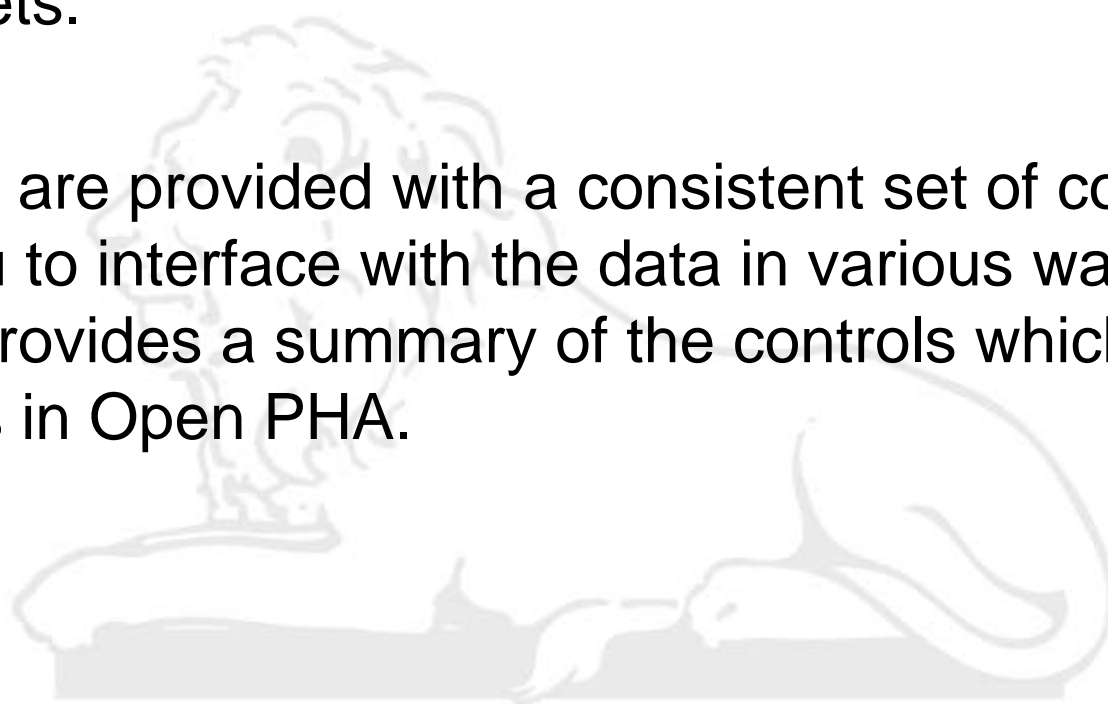 ets.
are provided with a consistent set of co
to interface with the data in various wa
rovides a summary of the controls which
s in Open PHA.